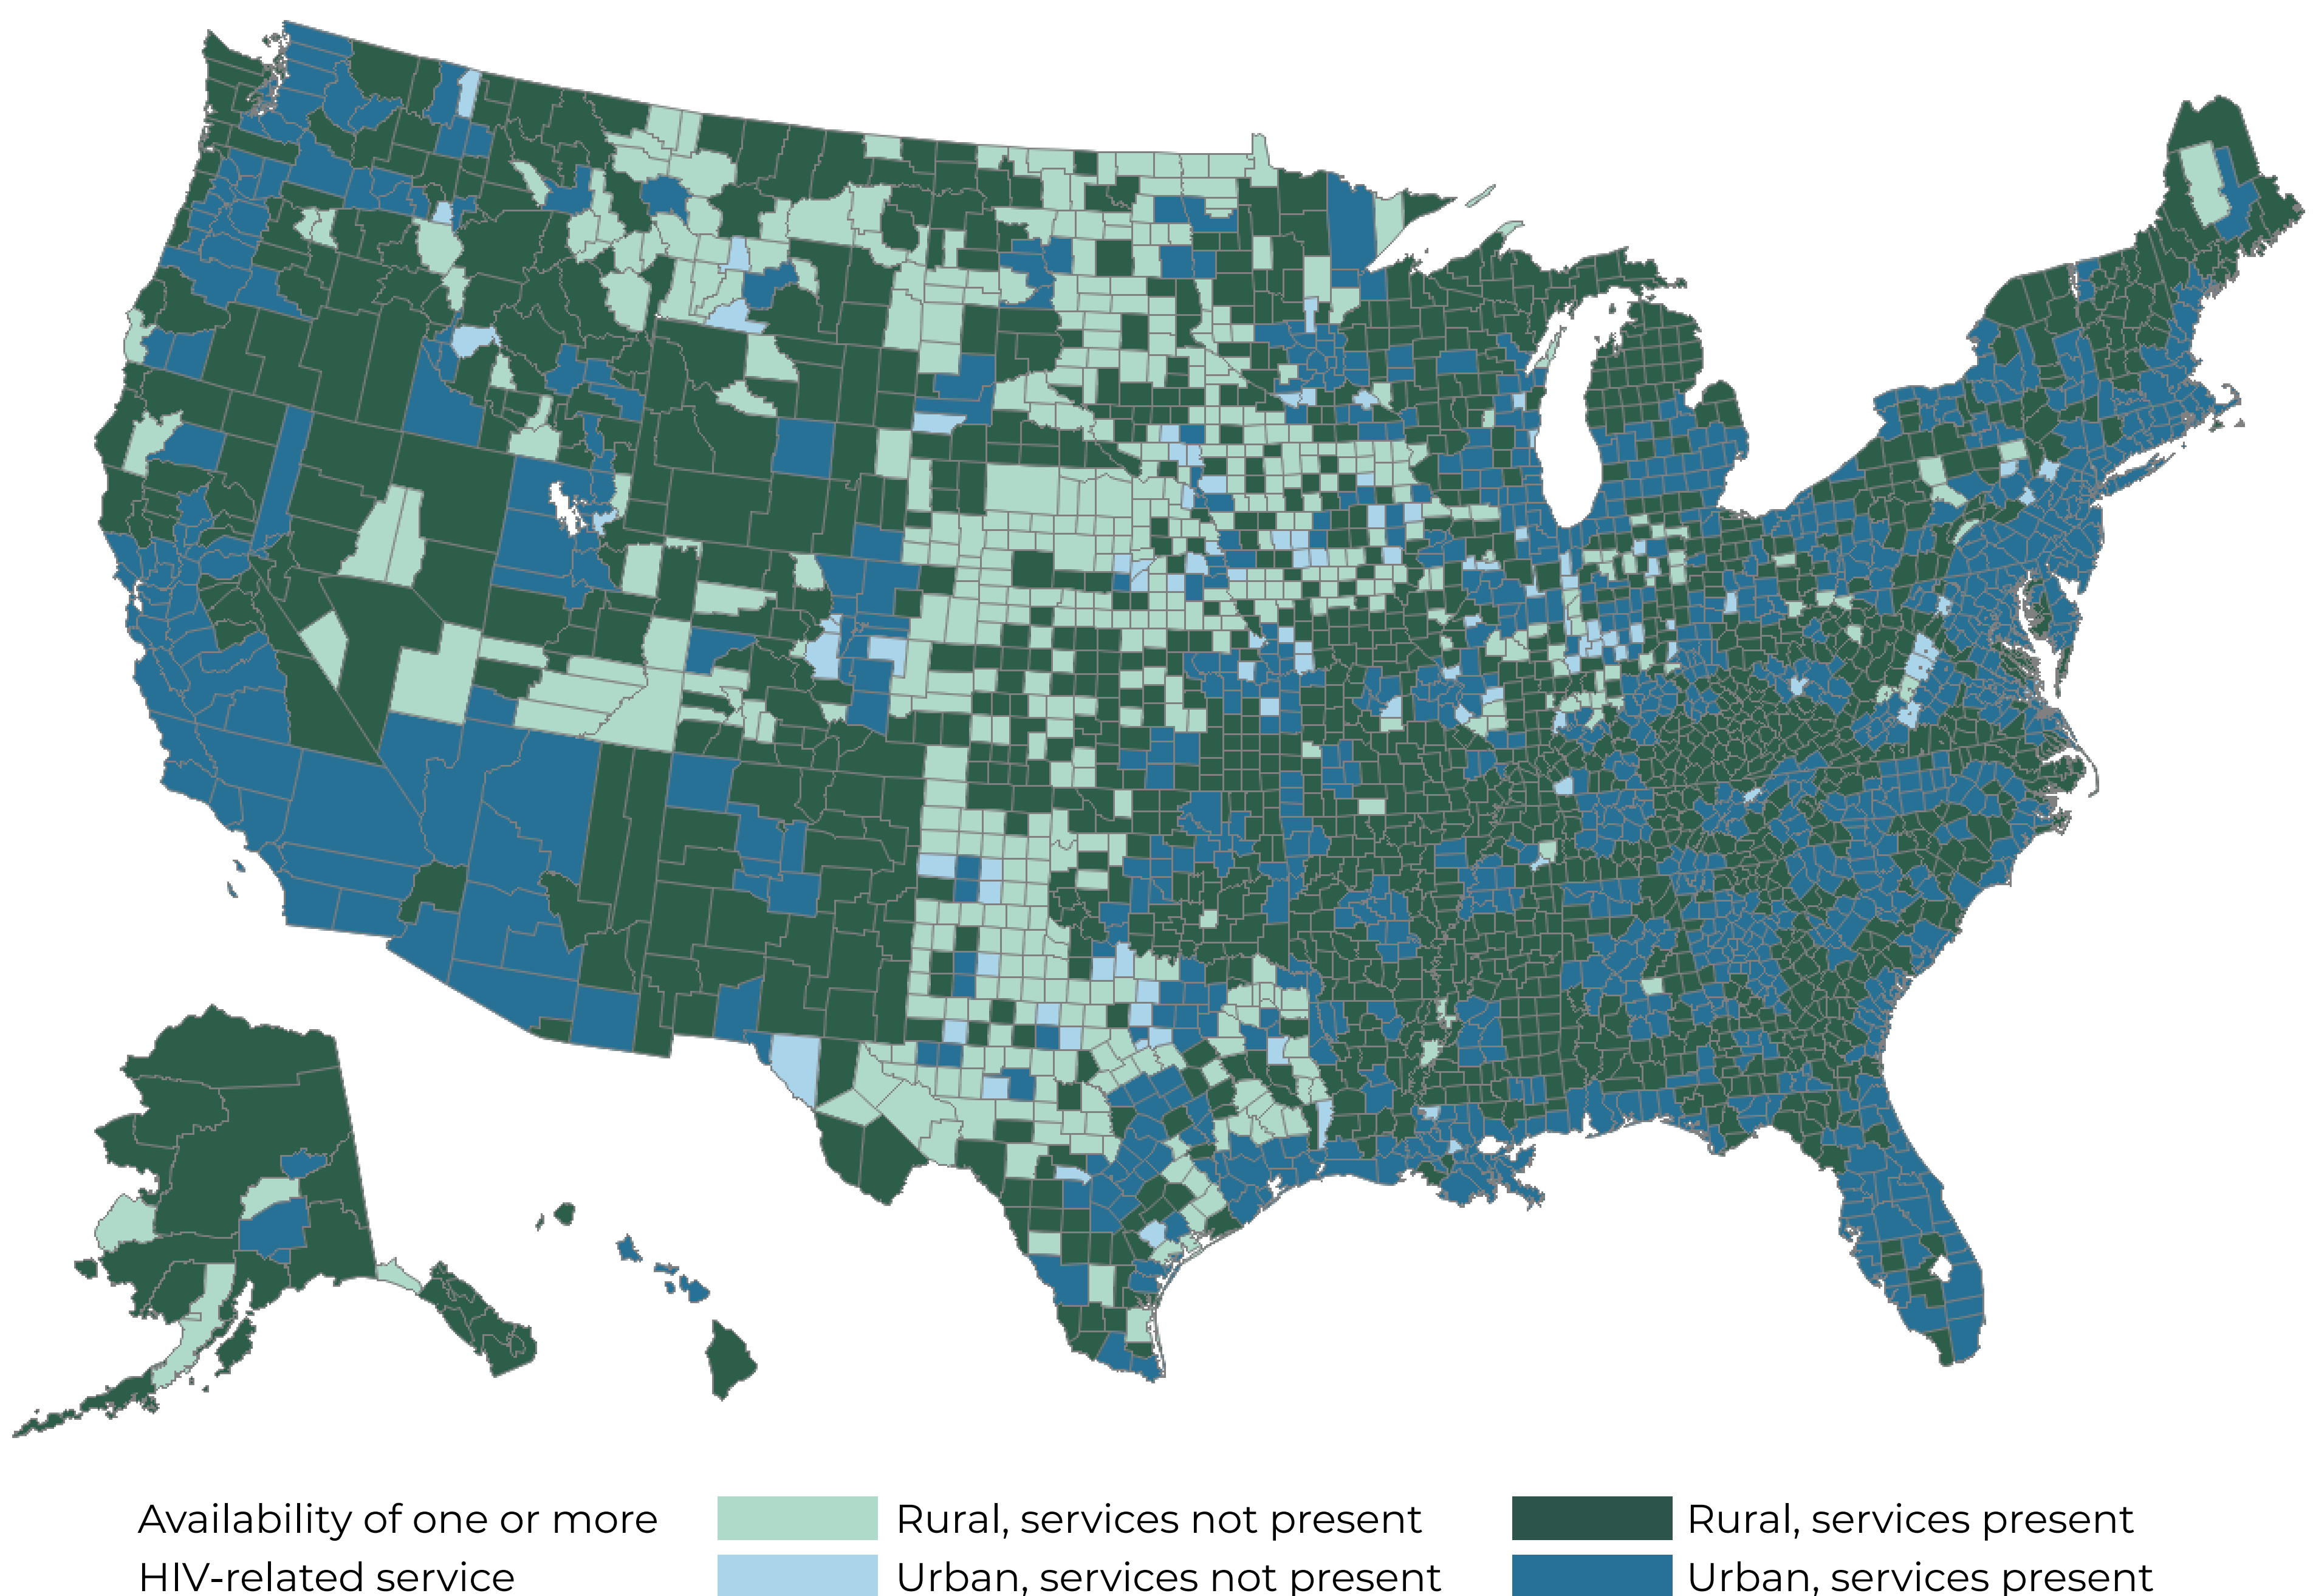 Availability of one or more
HIV-related service
Rural, services not present
Urban, services not present
Rural, services present
Urban, services present